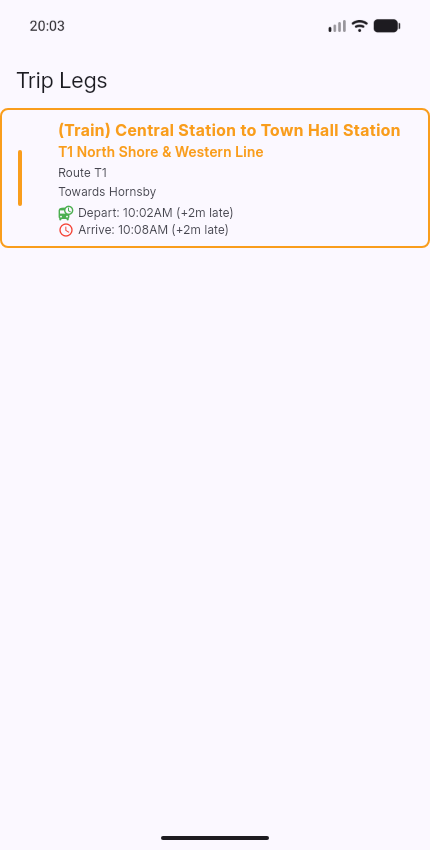 20:03
Trip Legs
(Train) Central Station to Town Hall Station
T1 North Shore & Western Line
Route T1
Towards Hornsby
Depart: 10:02AM (+2m late)
Arrive: 10:08AM (+2m late)